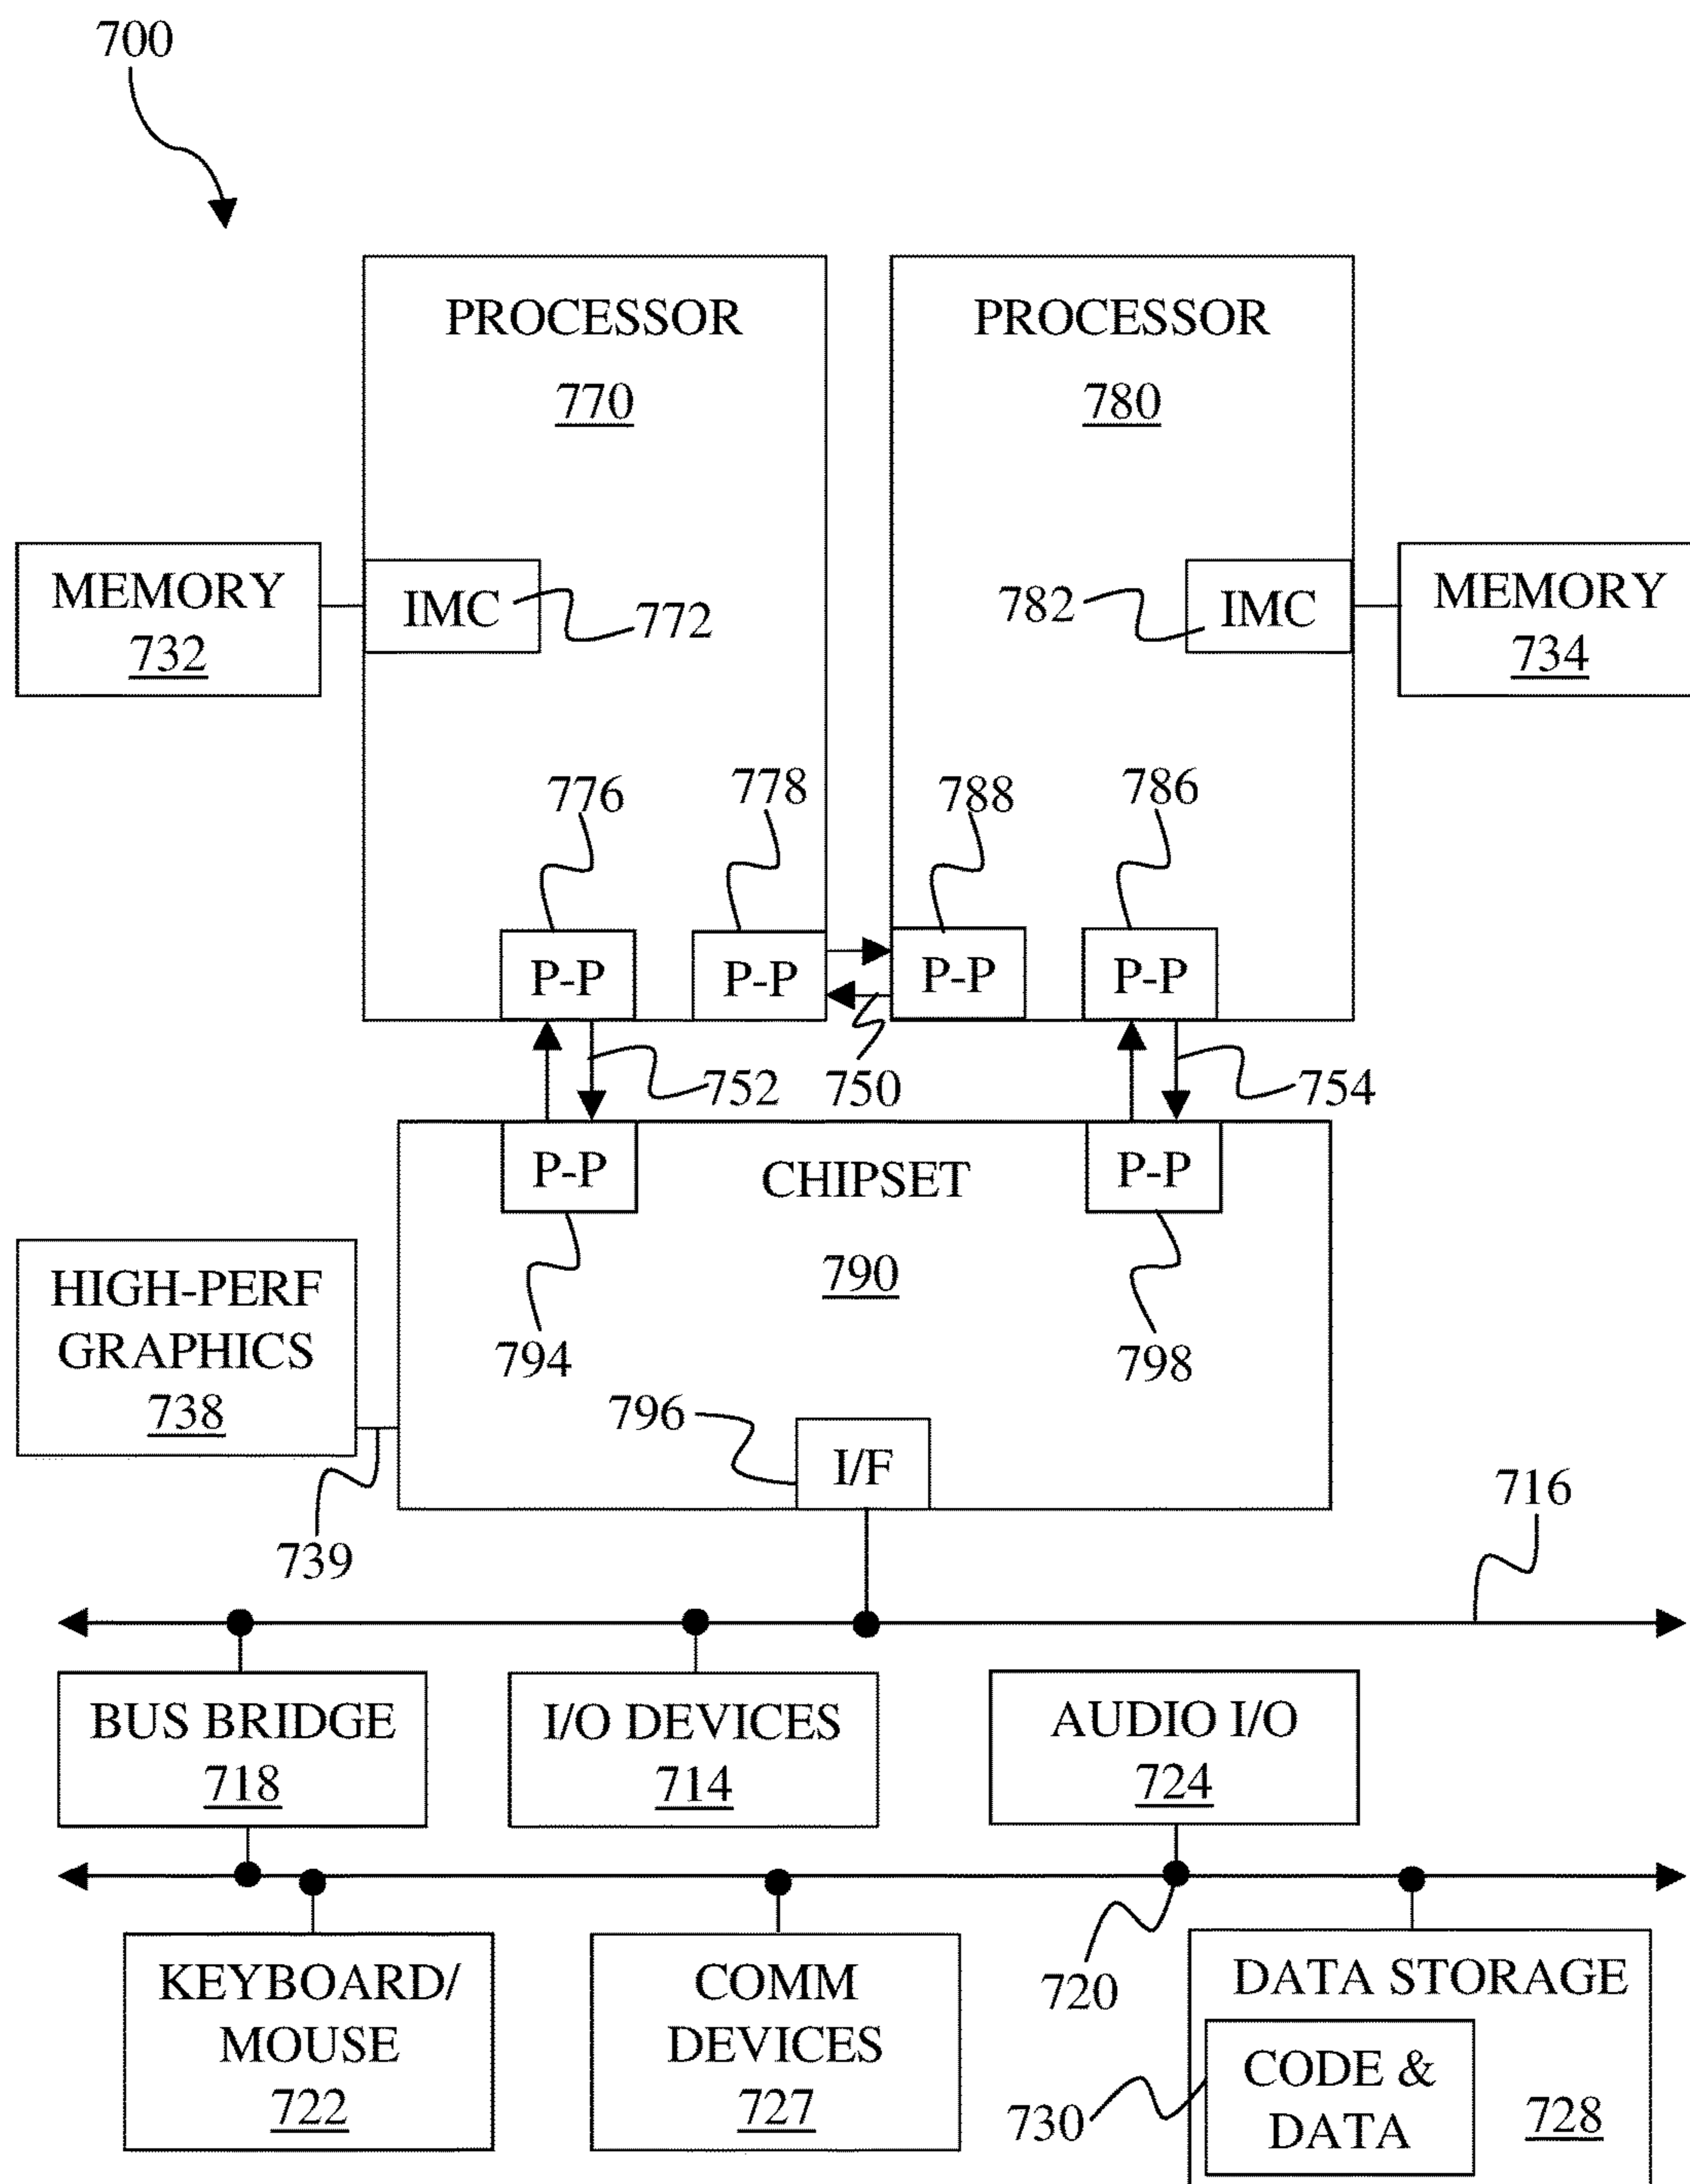 700
PROCESSOR
770
PROCESSOR
780
MEMORY
732
IMC
772
782
IMC
MEMORY
734
776
778
788
786
P-P
P-P
P-P
P-P
752
750
754
P-P
CHIPSET
P-P
790
HIGH-PERF
GRAPHICS
738
794
798
796
I/F
739
716
BUS BRIDGE
718
I/O DEVICES
714
AUDIO I/O
724
720
KEYBOARD/
MOUSE
722
COMM
DEVICES
727
DATA STORAGE
CODE &
DATA
730
728